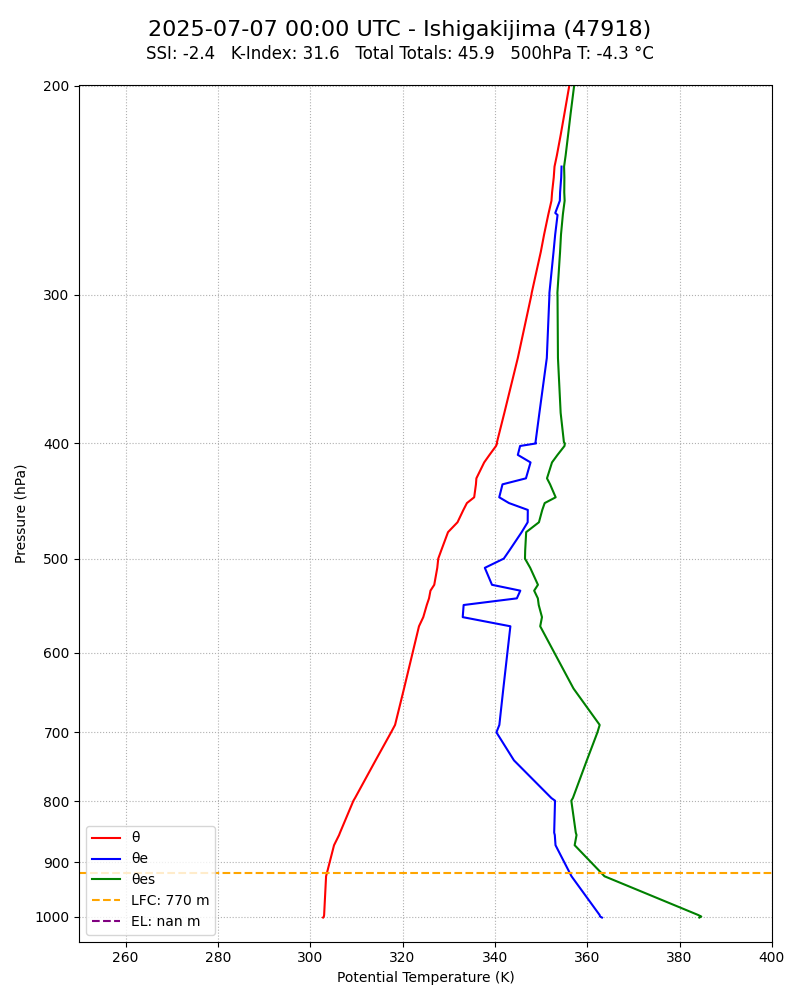 2025-07-07 00:00 UTC - Ishigakijima (47918)
SSI: -2.4   K-Index: 31.6   Total Totals: 45.9   500hPa T: -4.3 °C
Pressure (hPa)
200
300
400
500
600
700
800
900
1000
θ
θe
θes
LFC: 770 m
EL: nan m
260 280 300 320 340 360 380 400
Potential Temperature (K)